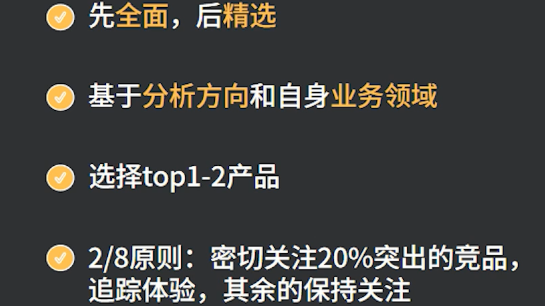 先全面，后精选
基于分析方向和自身业务领域
选择top1-2产品
2/8原则：密切关注20%突出的竞品，
追踪体验，其余的保持关注